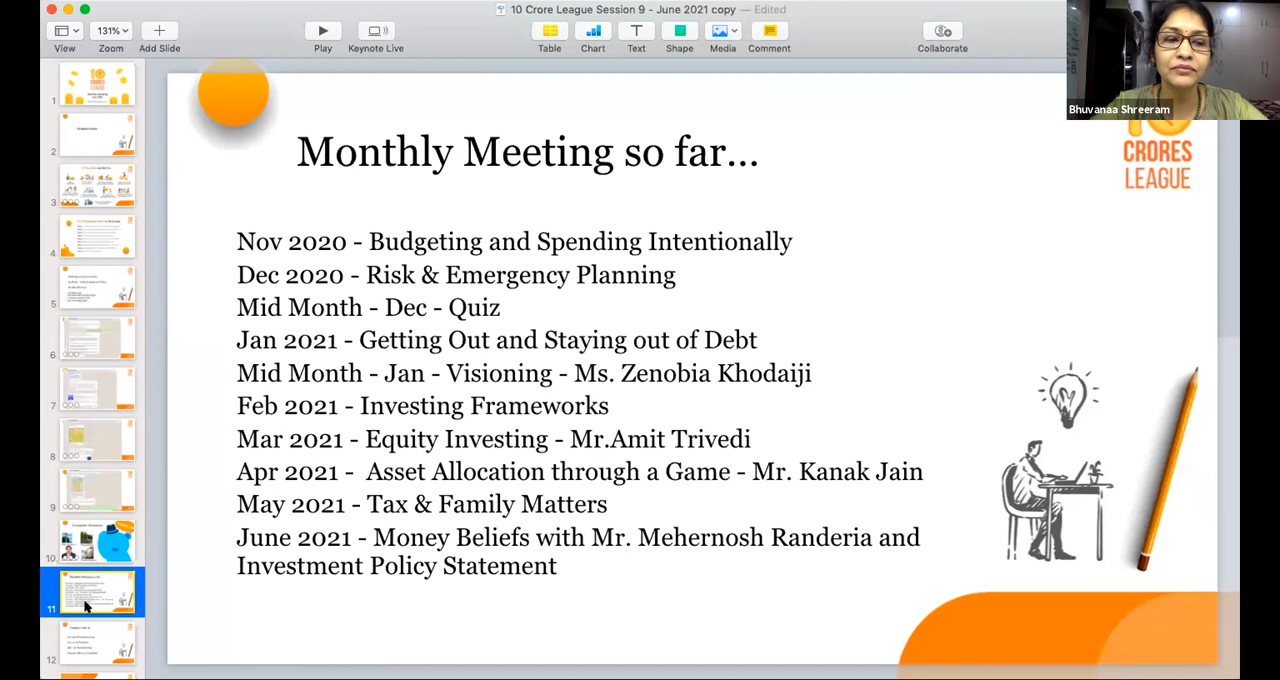 10 Crore League Session 9 - June 2021 copy — Edited
131%
View
Zoom
Add Slide
Play
Keynote Live
Table
Chart
Text
Shape
Media
Comment
Collaborate
Bhuvanaa Shreeram
CRORES
LEAGUE
Monthly Meeting so far...
Nov 2020 - Budgeting and Spending Intentionally
Dec 2020 - Risk & Emergency Planning
Mid Month - Dec - Quiz
Jan 2021 - Getting Out and Staying out of Debt
Mid Month - Jan - Visioning - Ms. Zenobia Khodaiji
Feb 2021 - Investing Frameworks
Mar 2021 - Equity Investing - Mr.Amit Trivedi
Apr 2021 -  Asset Allocation through a Game - Mr. Kanak Jain
May 2021 - Tax & Family Matters
June 2021 - Money Beliefs with Mr. Mehernosh Randeria and
Investment Policy Statement
1
2
3
4
5
6
7
8
9
10
11
12